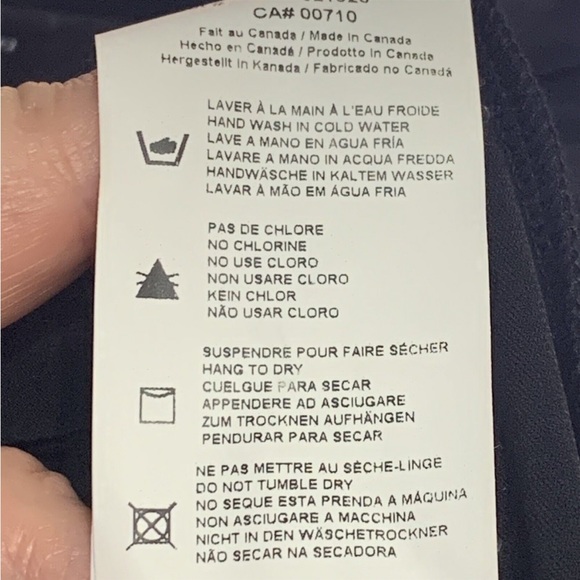 CA# 00710
Fait au Canada / Made in Canada
Hecho en Canadá / Prodotto in Canada
Hergestellt in Kanada / Fabricado no Canadá
LAVER À LA MAIN À L'EAU FROIDE
HAND WASH IN COLD WATER
LAVE A MANO EN AGUA FRÍA
LAVARE A MANO IN ACQUA FREDDA
HANDWÄSCHE IN KALTEM WASSER
LAVAR À MÃO EM ÁGUA FRIA
PAS DE CHLORE
NO CHLORINE
NO USE CLORO
NON USARE CLORO
KEIN CHLOR
NÃO USAR CLORO
SUSPENDRE POUR FAIRE SÉCHER
HANG TO DRY
CUELGUE PARA SECAR
APPENDERE AD ASCIUGARE
ZUM TROCKNEN AUFHÄNGEN
PENDURAR PARA SECAR
NE PAS METTRE AU SÈCHE-LINGE
DO NOT TUMBLE DRY
NO SEQUE ESTA PRENDA A MÁQUINA
NON ASCIUGARE A MACCHINA
NICHT IN DEN WÄSCHETROCKNER
NÃO SECAR NA SECADORA